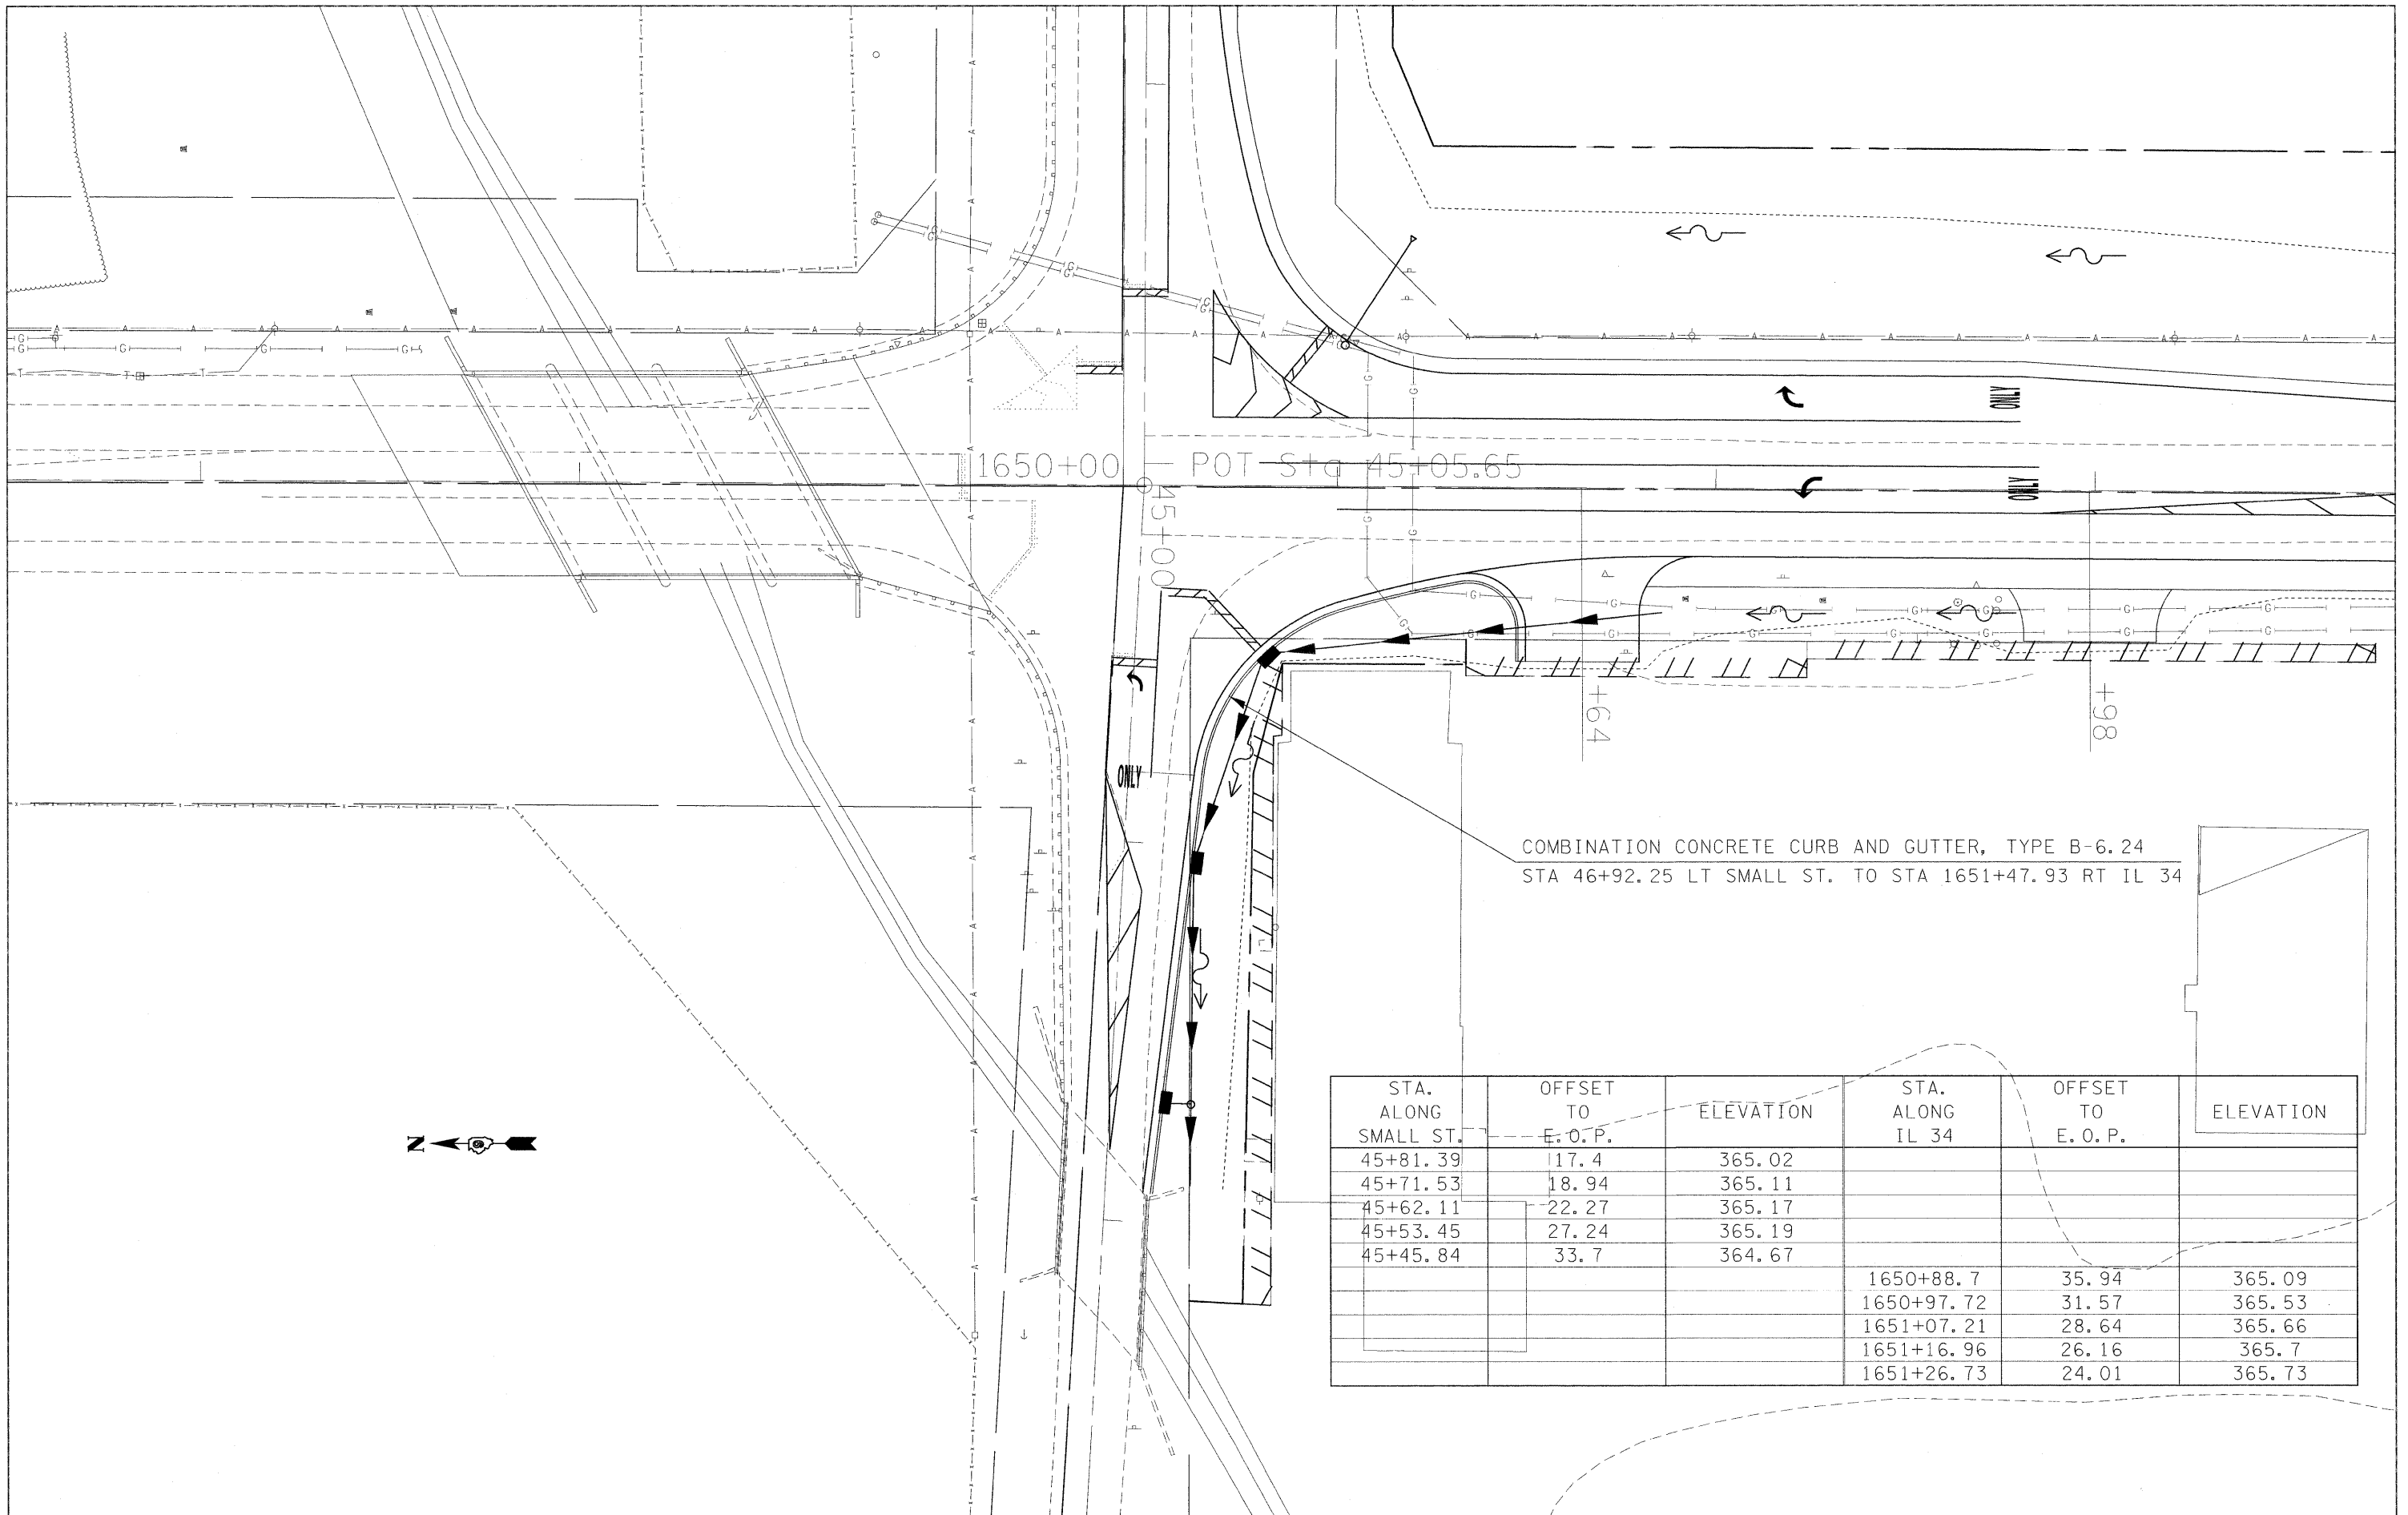 ONLY
1650+00 POT Sta 45+05.65
ONLY
45+00
+64
+98
ONLY
COMBINATION CONCRETE CURB AND GUTTER, TYPE B-6.24
STA 46+92.25 LT SMALL ST. TO STA 1651+47.93 RT IL 34
N
STA. ALONG SMALL ST. OFFSET TO E.O.P. ELEVATION STA. ALONG IL 34 OFFSET TO E.O.P. ELEVATION
45+81.39 17.4 365.02
45+71.53 18.94 365.11
45+62.11 22.27 365.17
45+53.45 27.24 365.19
45+45.84 33.7 364.67
1650+88.7 35.94 365.09
1650+97.72 31.57 365.53
1651+07.21 28.64 365.66
1651+16.96 26.16 365.7
1651+26.73 24.01 365.73